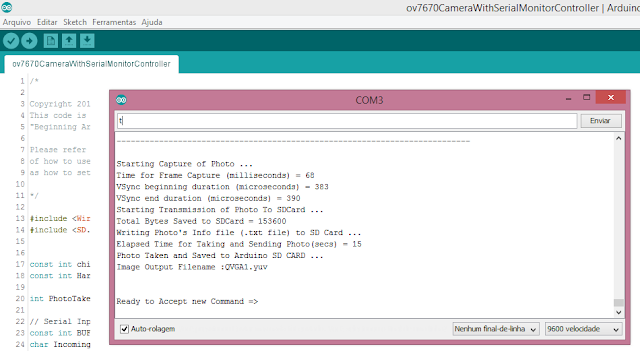 ov7670CameraWithSerialMonitorController | Arduino
Arquivo Editar Sketch Ferramentas Ajuda
ov7670CameraWithSerialMonitorController
1 /*
2
3 Copyright 201
4 This code is
5 "Beginning Ar
6
7 Please refer
8 of how to use
9 as how to set
10
11 */
12
13 #include <Wir
14 #include <SD.
15
16
17 const int chi
18 const int Har
19
20 int PhotoTake
21
22 // Serial Inp
23 const int BUF
24 char Incoming
COM3
t
Enviar
Starting Capture of Photo ...
Time for Frame Capture (milliseconds) = 68
VSync beginning duration (microseconds) = 383
VSync end duration (microseconds) = 390
Starting Transmission of Photo To SDCard ...
Total Bytes Saved to SDCard = 153600
Writing Photo's Info file (.txt file) to SD Card ...
Elapsed Time for Taking and Sending Photo(secs) = 15
Photo Taken and Saved to Arduino SD CARD ...
Image Output Filename :QVGA1.yuv
Ready to Accept new Command =>
Auto-rolagem
Nenhum final-de-linha
9600 velocidade